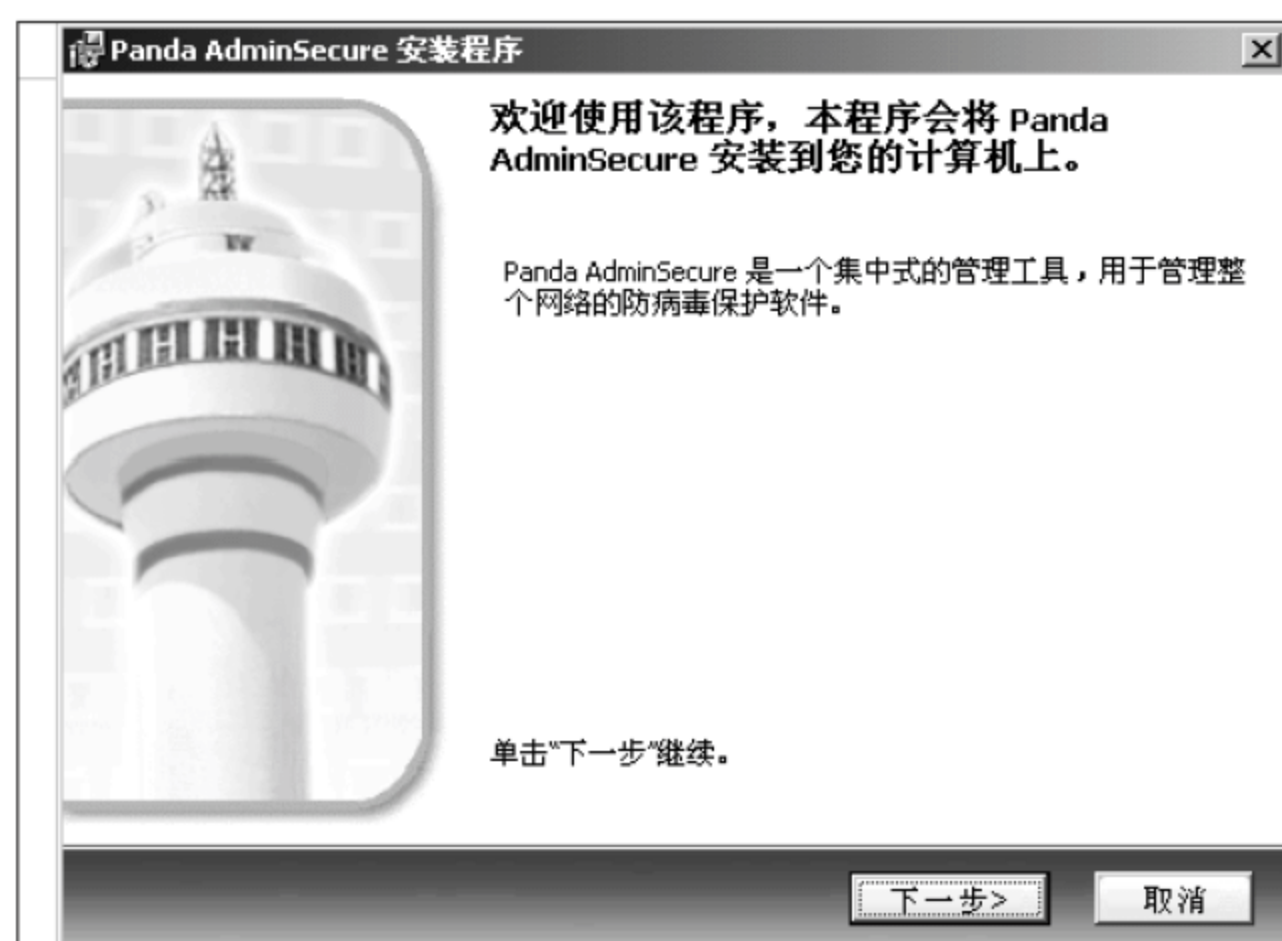 Panda AdminSecure 安装程序
欢迎使用该程序，本程序会将 Panda
AdminSecure 安装到您的计算机上。
Panda AdminSecure 是一个集中式的管理工具，用于管理整
个网络的防病毒保护软件。
单击“下一步”继续。
下一步>
取消